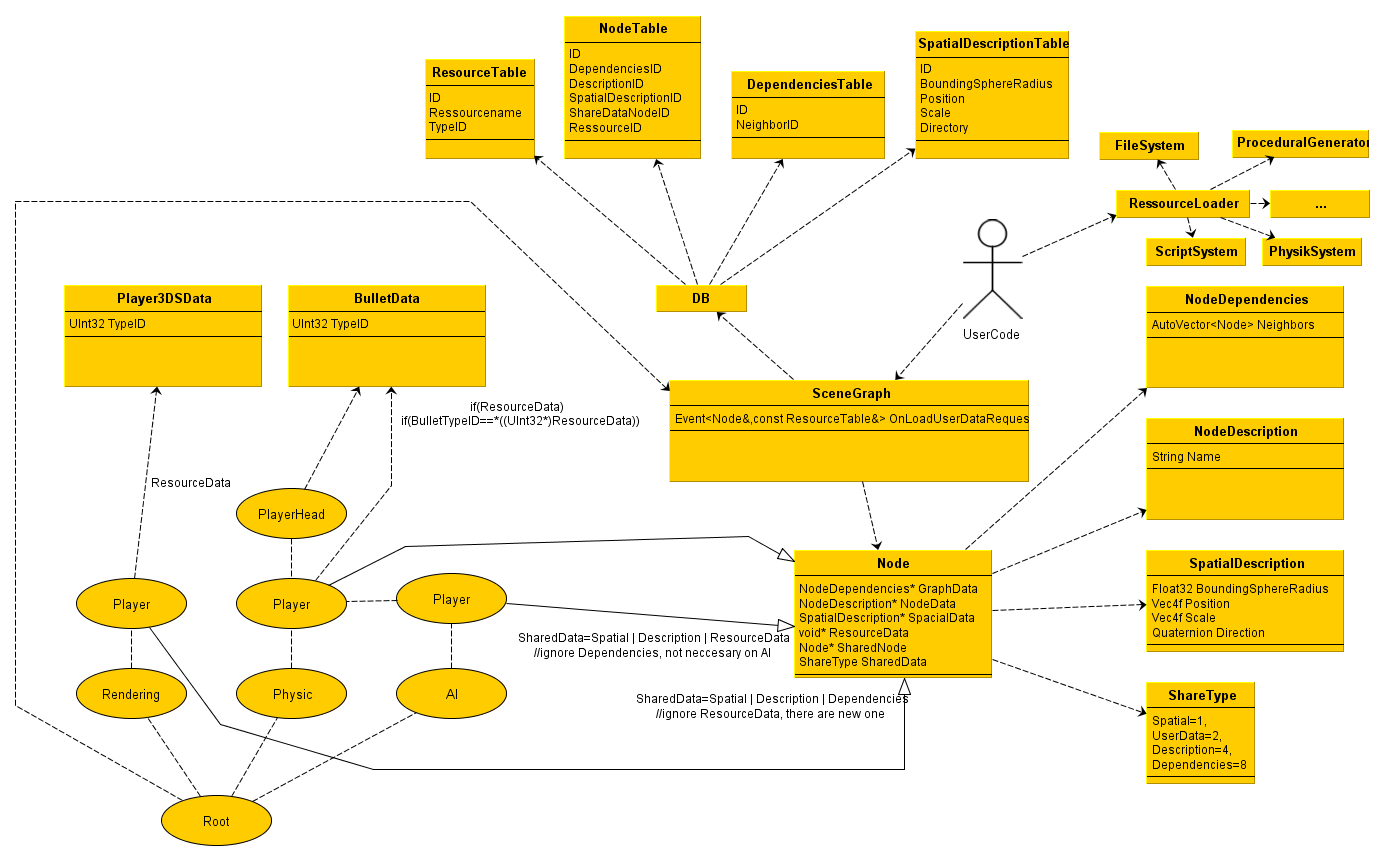 NodeTable
ID
DependenciesID
DescriptionID
SpatialDescriptionID
ShareDataNodeID
RessourceID
ResourceTable
ID
Ressourcename
TypeID
DependenciesTable
ID
NeighborID
SpatialDescriptionTable
ID
BoundingSphereRadius
Position
Scale
Directory
FileSystem
ProceduralGenerator
RessourceLoader
...
ScriptSystem
PhysikSystem
UserCode
DB
Player3DSData
UInt32 TypeID
BulletData
UInt32 TypeID
if(ResourceData)
if(BulletTypeID==*((UInt32*)ResourceData))
ResourceData
SceneGraph
Event<Node&,const ResourceTable&> OnLoadUserDataReques
NodeDependencies
AutoVector<Node> Neighbors
NodeDescription
String Name
SpatialDescription
Float32 BoundingSphereRadius
Vec4f Position
Vec4f Scale
Quaternion Direction
ShareType
Spatial=1,
UserData=2,
Description=4,
Dependencies=8
Node
NodeDependencies* GraphData
NodeDescription* NodeData
SpatialDescription* SpacialData
void* ResourceData
Node* SharedNode
ShareType SharedData
PlayerHead
Player
Player
Player
SharedData=Spatial | Description | ResourceData
//ignore Dependencies, not neccesary on AI
SharedData=Spatial | Description | Dependencies
//ignore ResourceData, there are new one
Rendering
Physic
AI
Root